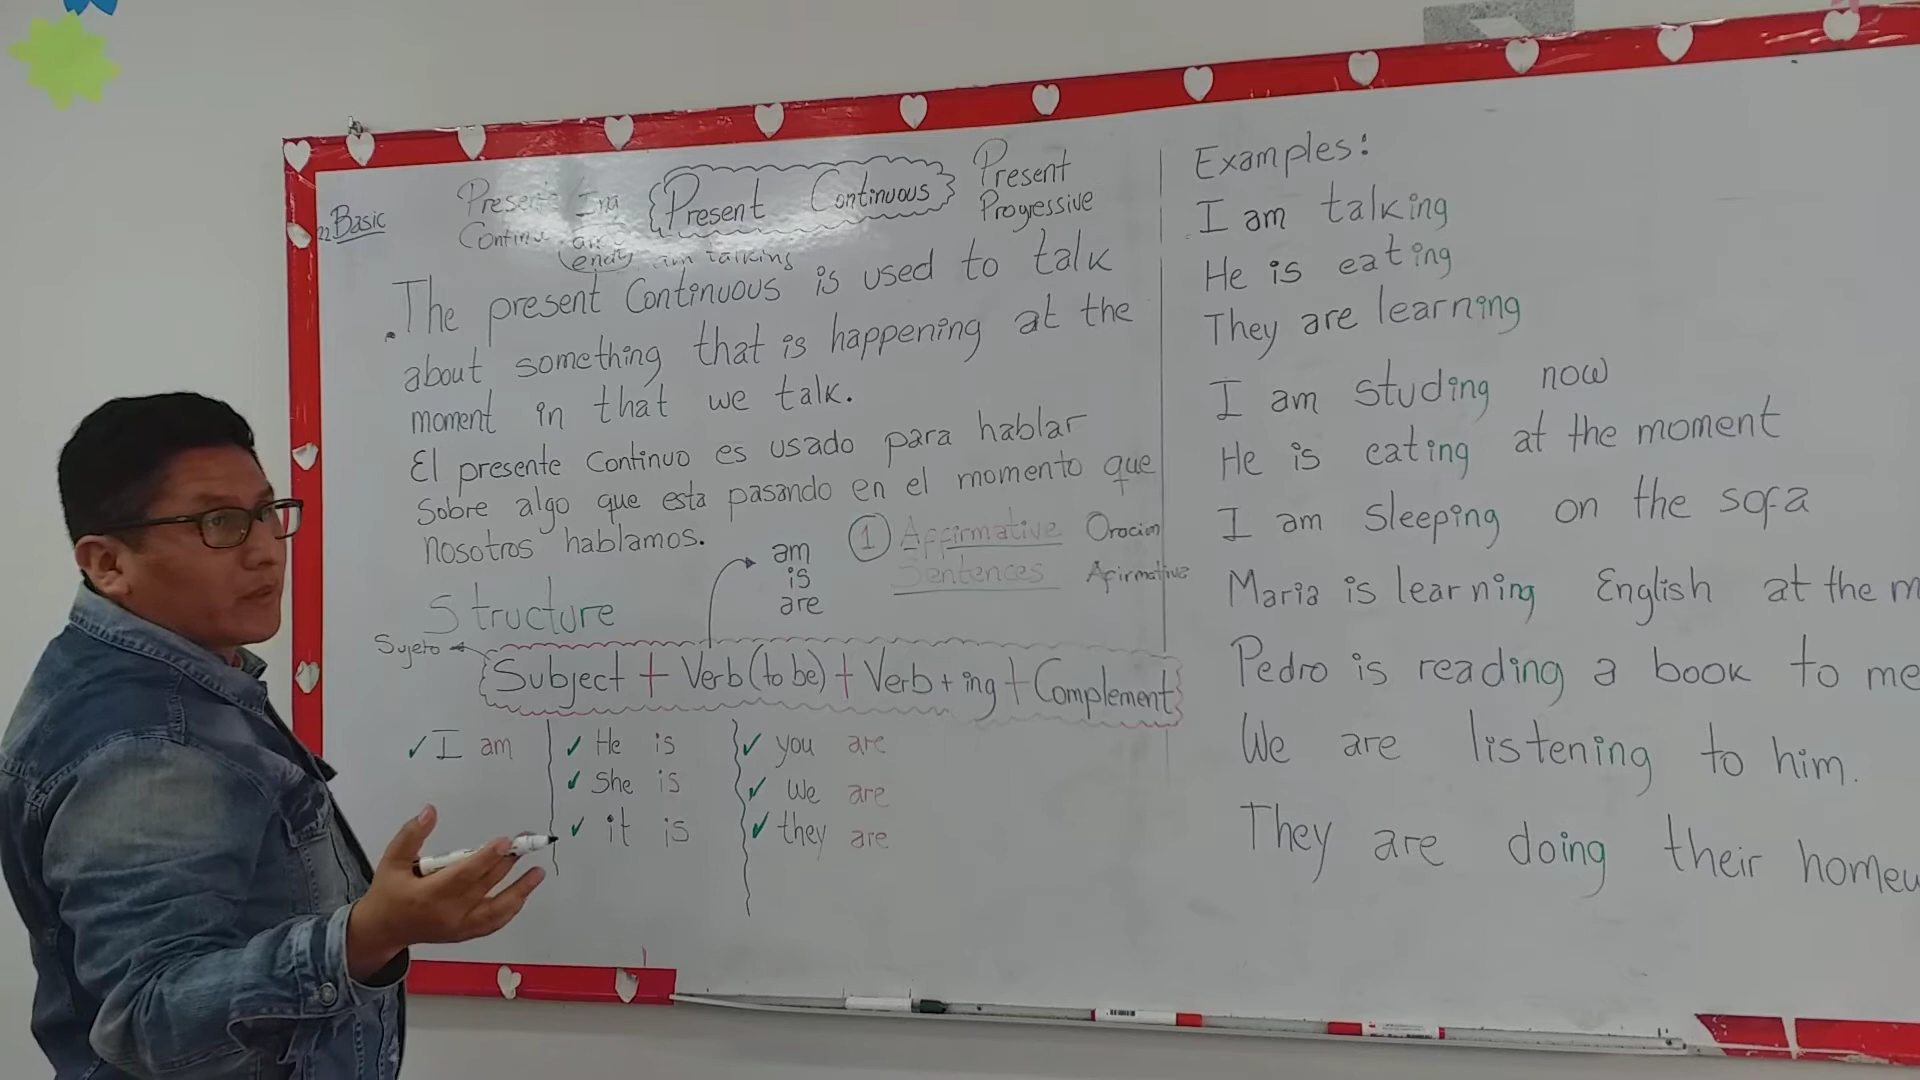 22 Basic
Present Continuous
Present
Progressive
am talking
.The present Continuous is used to talk
about something that is happening at the
moment in that we talk.
El presente Continuo es usado para hablar
Sobre algo que esta pasando en el momento que
nosotros hablamos.
am
is
are
1 Affirmative
Sentences
Oracion
Afirmativa
Structure
Sujeto
Subject + Verb (to be) + Verb + ing + Complement
✓ I am
✓ He is
✓ She is
✓ it is
✓ you are
✓ We are
✓ they are
Examples:
I am talking
He is eating
They are learning
I am studing now
He is eating at the moment
I am sleeping on the sofa
Maria is learning English at the m
Pedro is reading a book to me
We are listening to him.
They are doing their homew